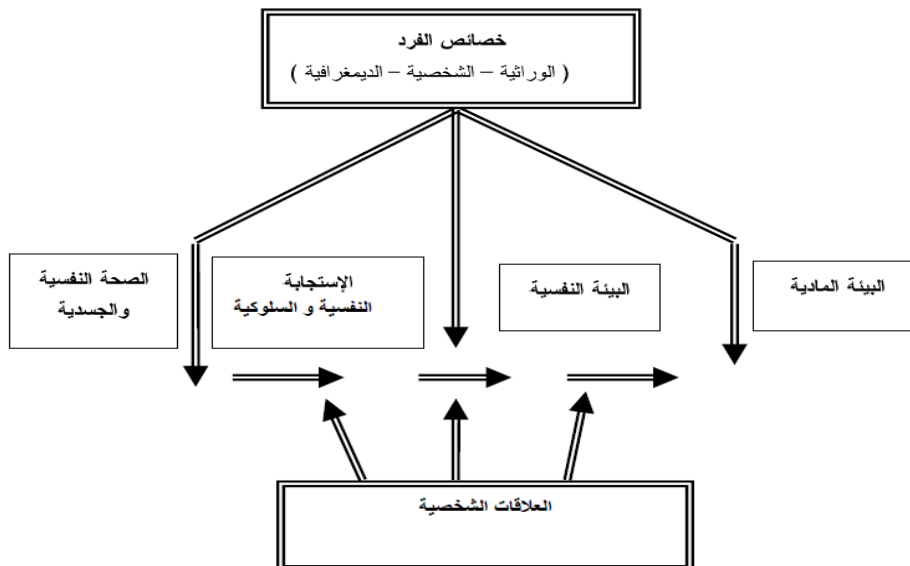 خصائص الفرد
( الوراثية – الشخصية – الديمغرافية )
البيئة المادية
البيئة النفسية
الإستجابة
النفسية و السلوكية
الصحة النفسية
والجسدية
العلاقات الشخصية